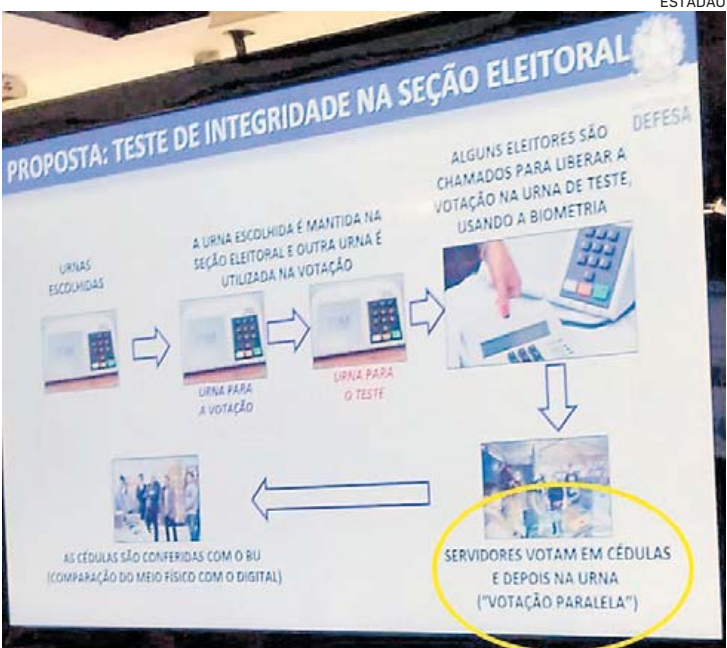 ESTADÃO
PROPOSTA: TESTE DE INTEGRIDADE NA SEÇÃO ELEITORAL
DEFESA
URNAS
ESCOLHIDAS
A URNA ESCOLHIDA É MANTIDA NA
SEÇÃO ELEITORAL E OUTRA URNA É
UTILIZADA NA VOTAÇÃO
ALGUNS ELEITORES SÃO
CHAMADOS PARA LIBERAR A
VOTAÇÃO NA URNA DE TESTE,
USANDO A BIOMETRIA
URNA PARA
A VOTAÇÃO
URNA PARA
O TESTE
SERVIDORES VOTAM EM CÉDULAS
E DEPOIS NA URNA
("VOTAÇÃO PARALELA")
AS CÉDULAS SÃO CONFERIDAS COM O BU
(COMPARAÇÃO DO MEIO FÍSICO COM O DIGITAL)